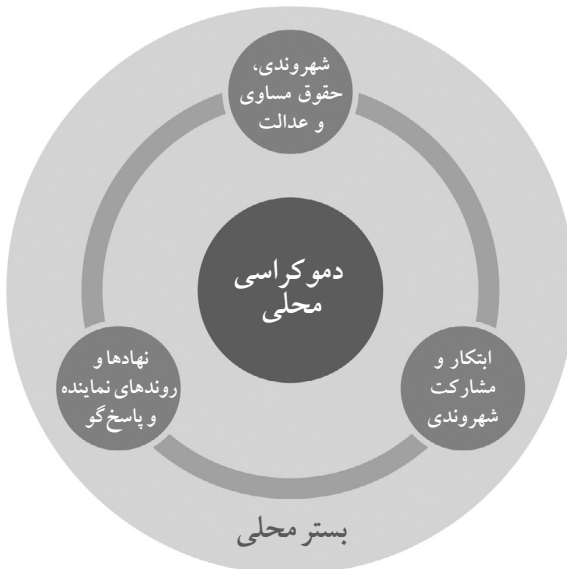 شهروندی،
حقوق مساوی
و عدالت
دموکراسی
محلی
نهادها و
روندهای نماینده
و پاسخ‌گو
ابتکار و
مشارکت
شهروندی
بستر محلی